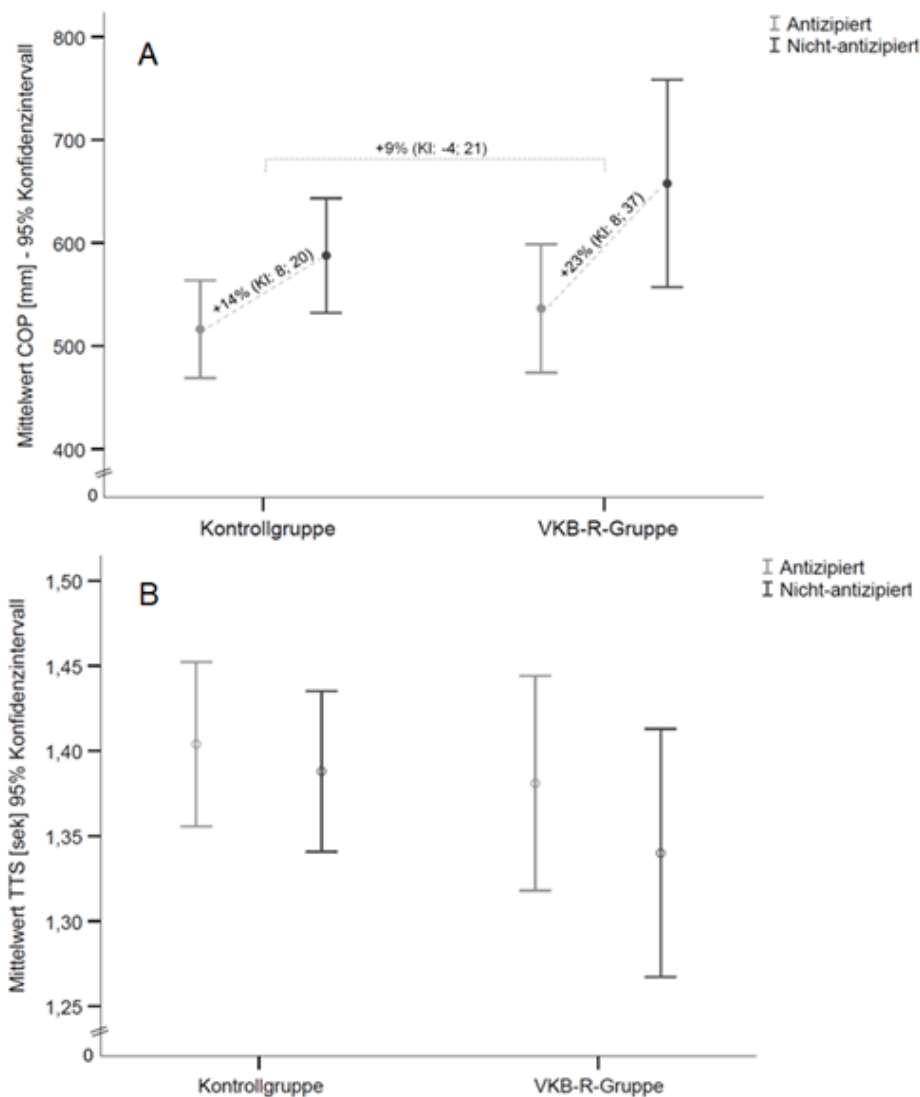 A
Antizipiert
Nicht-antizipiert
Mittelwert COP [mm] - 95% Konfidenzintervall
800
700
600
500
400
0
+9% (KI: -4; 21)
+14% (KI: 8; 20)
+23% (KI: 8; 37)
Kontrollgruppe
VKB-R-Gruppe
B
Antizipiert
Nicht-antizipiert
Mittelwert TTS [sek] 95% Konfidenzintervall
1,50
1,45
1,40
1,35
1,30
1,25
0
Kontrollgruppe
VKB-R-Gruppe